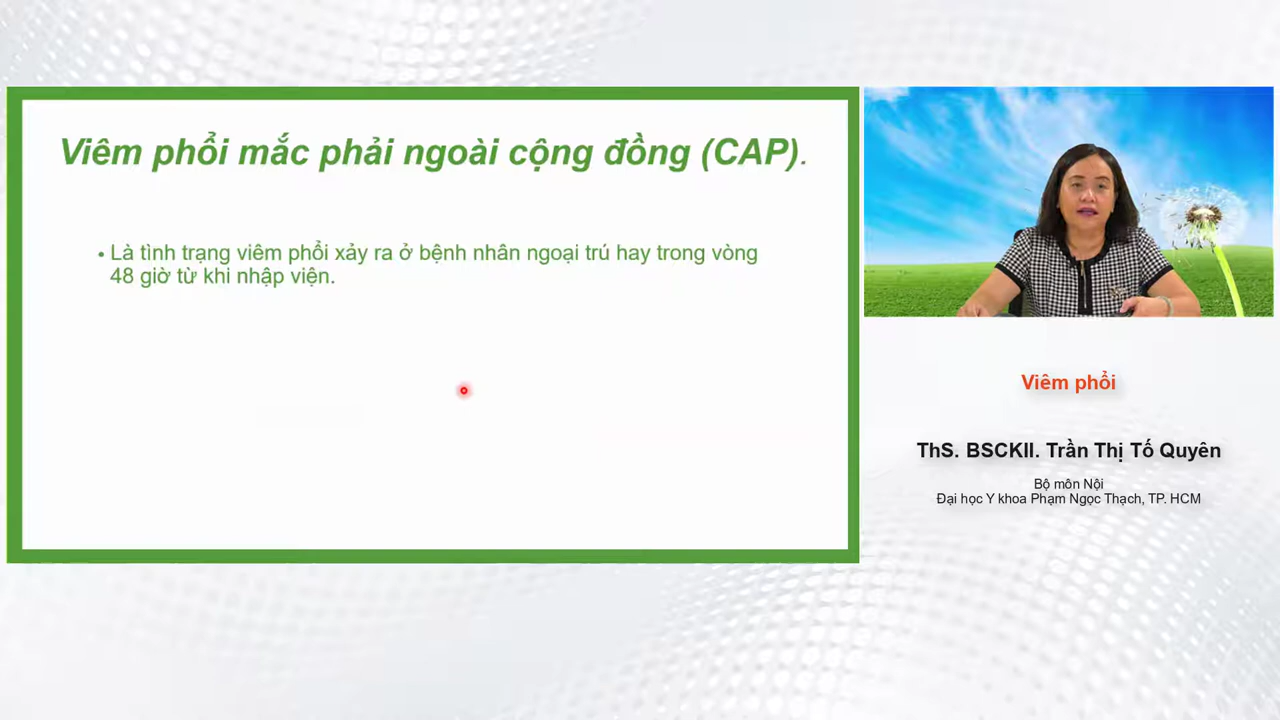 Viêm phổi mắc phải ngoài cộng đồng (CAP).
• Là tình trạng viêm phổi xảy ra ở bệnh nhân ngoại trú hay trong vòng
48 giờ từ khi nhập viện.
Viêm phổi
ThS. BSCKII. Trần Thị Tố Quyên
Bộ môn Nội
Đại học Y khoa Phạm Ngọc Thạch, TP. HCM